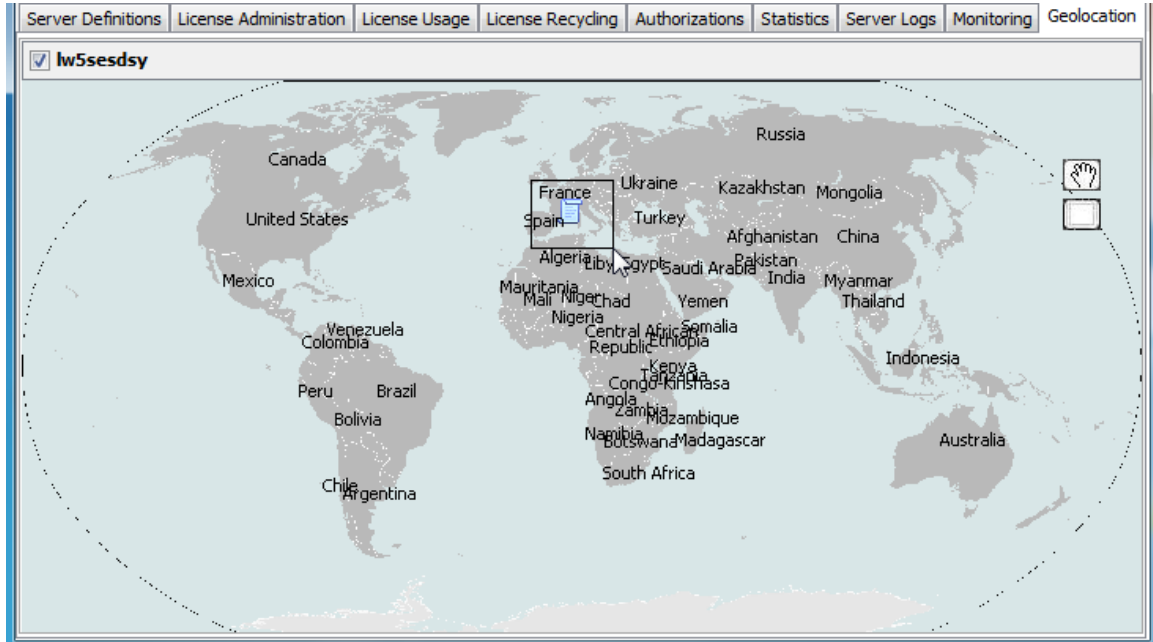 Server Definitions License Administration License Usage License Recycling Authorizations Statistics Server Logs Monitoring Geolocation
lw5sesdsy
Russia
Canada
France
Ukraine
Kazakhstan
Mongolia
United States
Spain
Turkey
Afghanistan
China
Algeria
Saudi Arabia
Pakistan
India
Mexico
Mauritania
Myanmar
Mali
Niger
Chad
Yemen
Thailand
Nigeria
Venezuela
Colombia
Central African
Republic
Somalia
Ethiopia
Indonesia
Kenya
Tanzania
Congo-Kinshasa
Peru
Brazil
Angola
Zambia
Mozambique
Bolivia
Namibia
Botswana
Madagascar
Australia
South Africa
Chile
Argentina